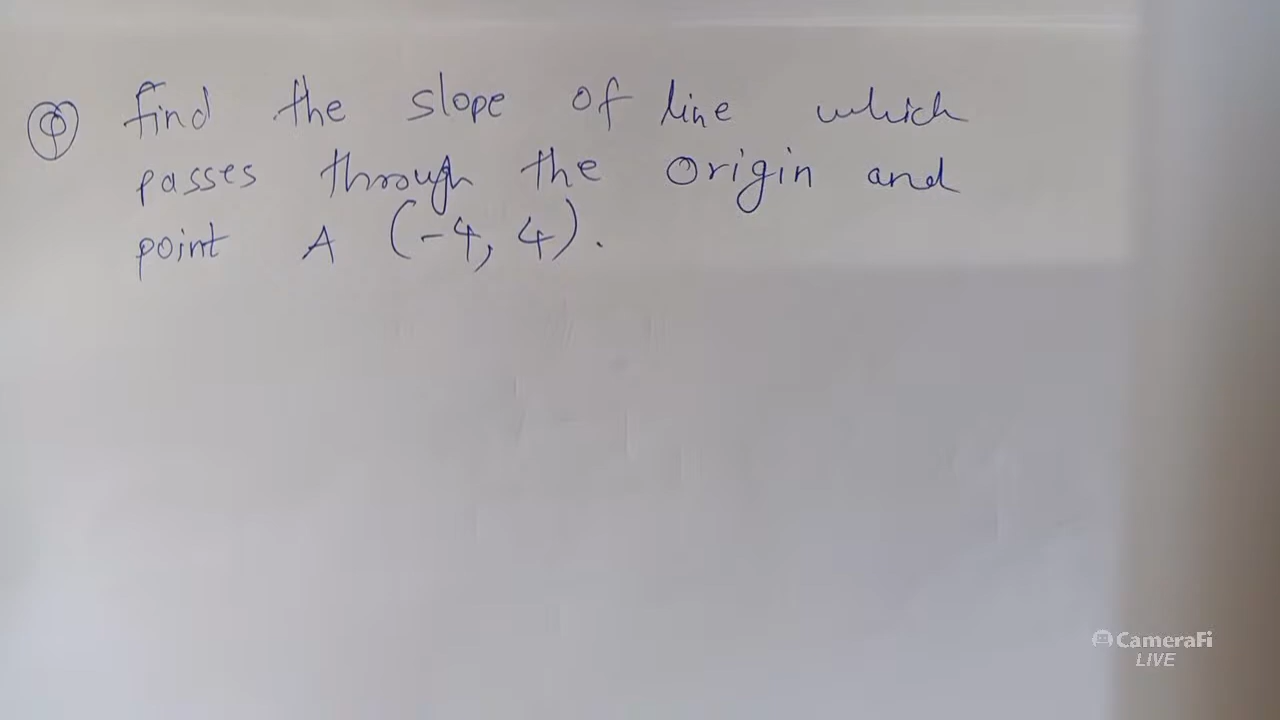 Q find the slope of line which
passes through the origin and
point A (-4, 4).
CameraFi
LIVE